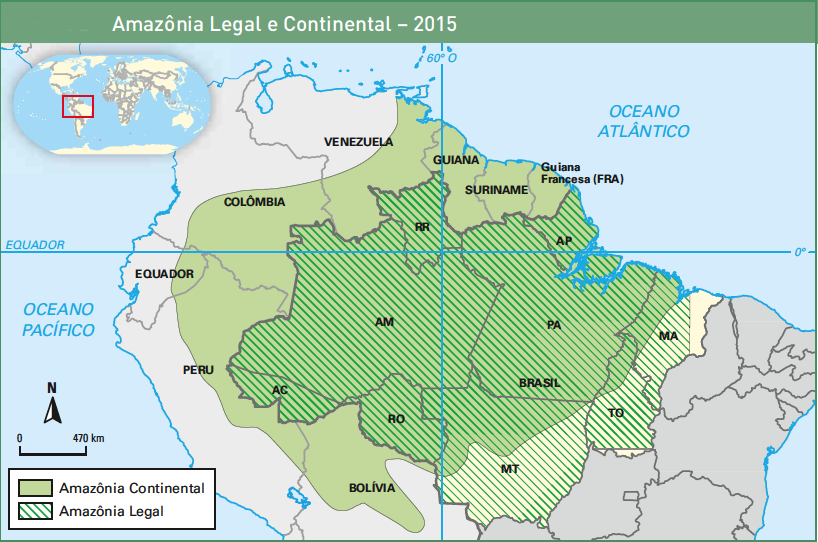 Amazônia Legal e Continental – 2015
60° O
OCEANO
ATLÂNTICO
VENEZUELA
GUIANA
Guiana
Francesa (FRA)
SURINAME
COLÔMBIA
RR
AP
EQUADOR
0°
EQUADOR
OCEANO
PACÍFICO
AM
PA
MA
PERU
AC
BRASIL
RO
TO
MT
BOLÍVIA
N
0 470 km
Amazônia Continental
Amazônia Legal